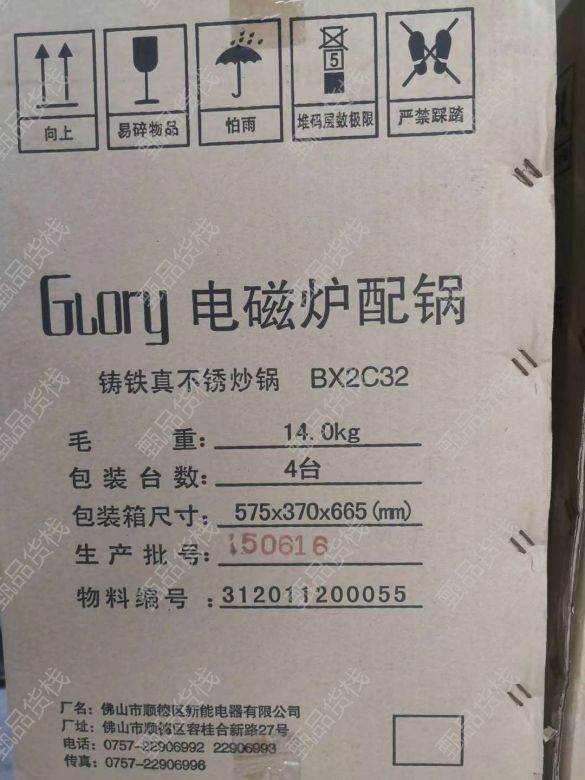 向上 易碎物品 怕雨 5 堆码层数极限 严禁踩踏
GLory 电磁炉配锅
铸铁真不锈炒锅 BX2C32
毛 重: 14.0kg
包装台数: 4台
包装箱尺寸: 575x370x665(mm)
生产批号: 150616
物料编号 : 312011200055
厂名: 佛山市顺德区新能电器有限公司
厂址: 佛山市顺德区容桂合新路27号
电话: 0757-22906992 22906993
传真: 0757-22906996
甄品货栈